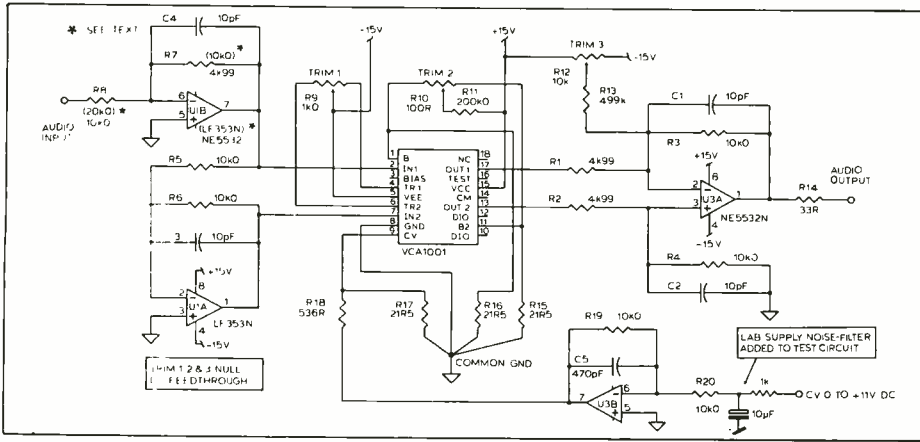 * SEE TEXT
C4
10pF
R7
(10k0) *
4k99
R8
(20k0) *
10k0
AUDIO
6
5
7
U1B
(LF353N) *
NE5532
R5
10k0
R6
10k0
3
10pF
+15V
8
2
3
1
U1A
4
LF353N
-15V
TRIM 1 2 & 3 NULL
FEEDTHROUGH
-15V
TRIM 1
R9
1k0
+15V
TRIM 2
R10
100R
R11
200k0
TRIM 3
-15V
R12
10k
R13
499k
1 B
2 IN1
3 BIAS
4 TR1
5 VEE
6 TR2
7 IN2
8 GND
9 CV
NC 18
OUT 1 17
TEST 16
VCC 15
CM 14
OUT 2 13
DIO 12
B2 11
DIO 10
VCA1001
R1
4k99
R2
4k99
C1
10pF
R3
10k0
+15V
8
2
3
1
U3A
NE5532N
4
-15V
R14
33R
AUDIO
OUTPUT
R4
10k0
C2
10pF
R18
536R
R17
21R5
R16
21R5
R15
21R5
COMMON GND
R19
10k0
C5
470pF
7
6
5
U3B
R20
10k0
LAB SUPPLY NOISE-FILTER
ADDED TO TEST CIRCUIT
1k
10µF
CV 0 TO +11V DC